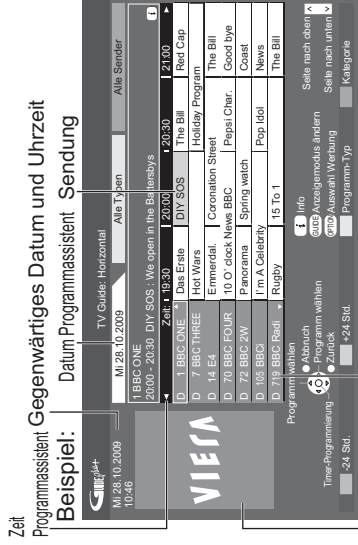 Zeit
Programmassistent Gegenwärtiges Datum und Uhrzeit
Beispiel: Datum Programmassistent Sendung
GUIDE plus+
TV Guide: Horizontal
Mi 28.10.2009
10:46
Mi 28.10.2009 Alle Typen Alle Sender
1 BBC ONE
20:00 - 20:30 DIY SOS : We open in the Battersbys i
Zeit: 19:30 20:00 20:30 21:00
D 1 BBC ONE Das Erste DIY SOS The Bill Red Cap
D 7 BBC THREE Hot Wars Holiday Program
D 14 E4 Emmerdal. Coronation Street The Bill
D 70 BBC FOUR 10 O' clock News BBC Pepsi Char. Good bye
D 72 BBC 2W Panorama Spring watch Coast
D 105 BBCi I'm A Celebrity Pop Idol News
D 719 BBC Radi Rugby 15 To 1 The Bill
VIERA
Programm wählen
Timer-Programmierung
Abbruch
Programm wählen
Zurück
i Info
GUIDE Anzeigemodus ändern
OPTION Auswahl Werbung
Seite nach oben
Seite nach unten
-24 Std. +24 Std. Programm-Typ Kategorie